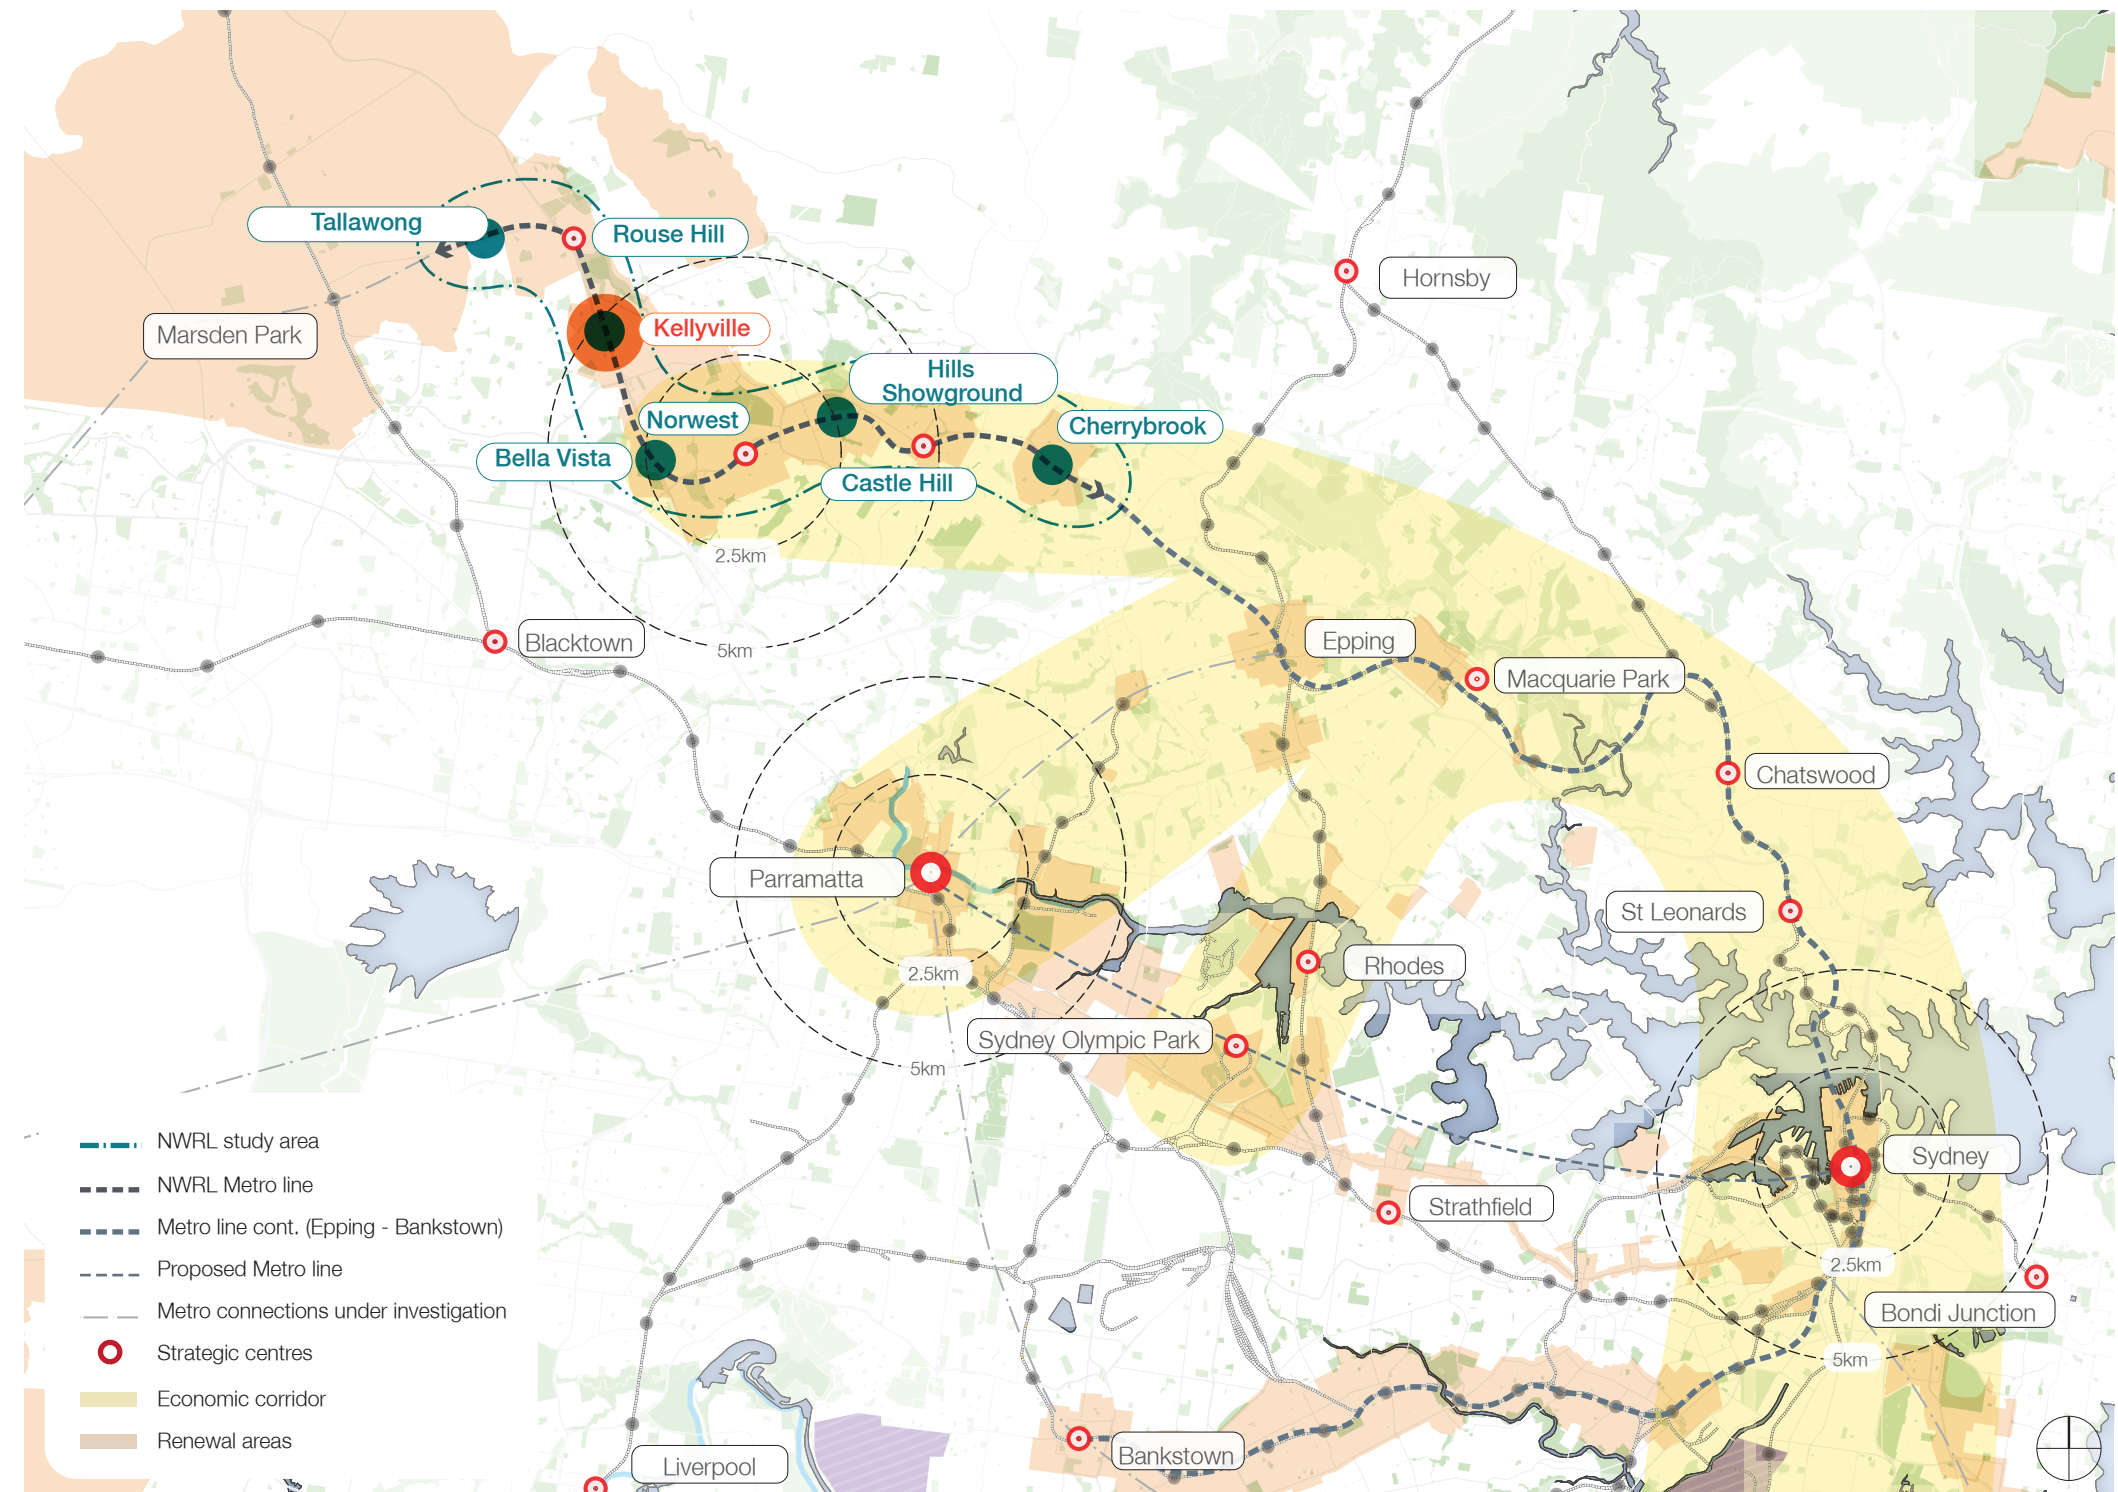 Tallawong
Rouse Hill
Hornsby
Marsden Park
Kellyville
Hills
Showground
Norwest
Cherrybrook
Bella Vista
Castle Hill
2.5km
5km
Blacktown
Epping
Macquarie Park
Chatswood
Parramatta
St Leonards
2.5km
Rhodes
Sydney Olympic Park
5km
Sydney
Strathfield
2.5km
Bondi Junction
5km
Bankstown
Liverpool
NWRL study area
NWRL Metro line
Metro line cont. (Epping - Bankstown)
Proposed Metro line
Metro connections under investigation
Strategic centres
Economic corridor
Renewal areas